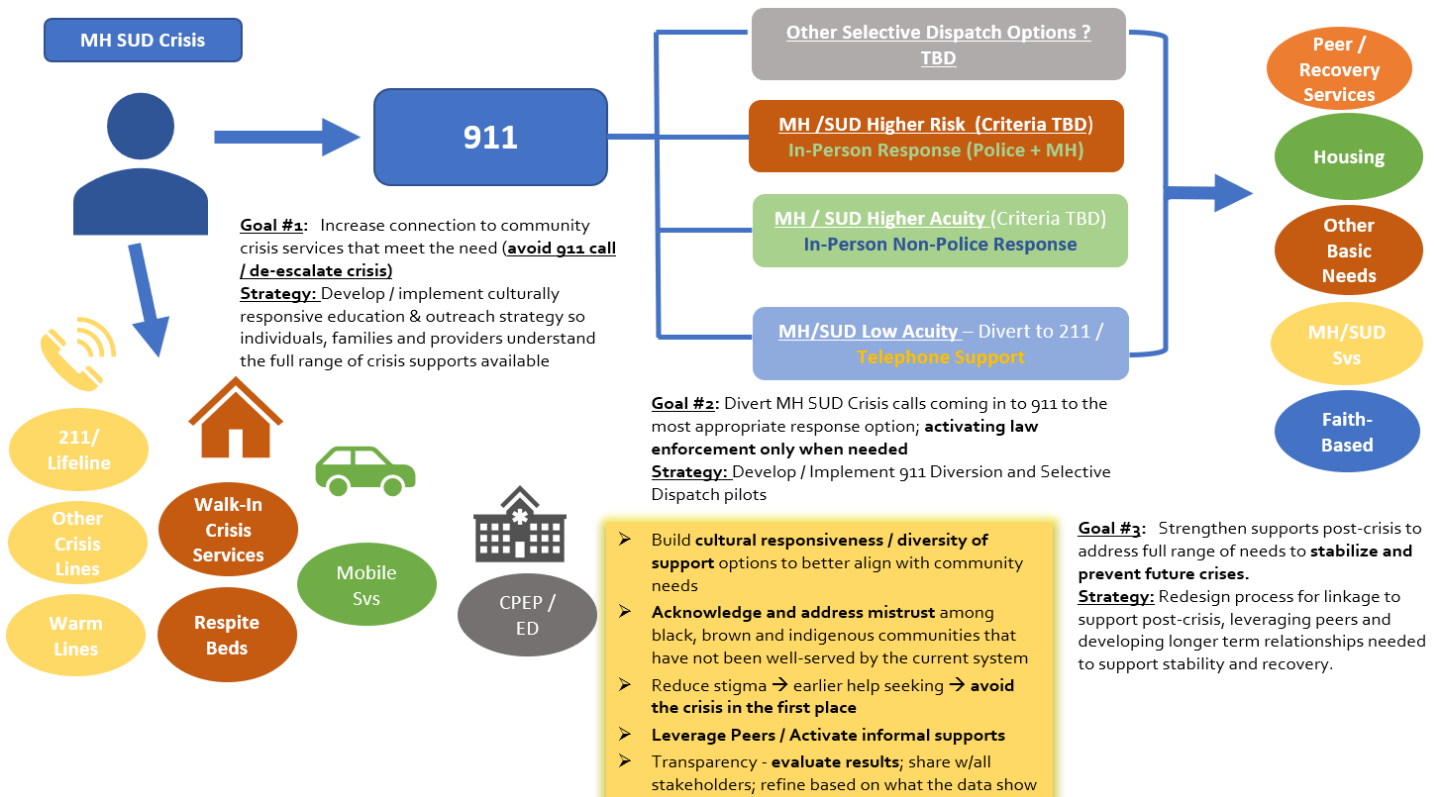 MH SUD Crisis
911
Other Selective Dispatch Options ?
TBD
MH /SUD Higher Risk  (Criteria TBD)
In-Person Response (Police + MH)
MH / SUD Higher Acuity (Criteria TBD)
In-Person Non-Police Response
MH/SUD Low Acuity – Divert to 211 /
Telephone Support
Peer /
Recovery
Services
Housing
Other
Basic
Needs
MH/SUD
Svs
Faith-
Based
Goal #1:   Increase connection to community
crisis services that meet the need (avoid 911 call
/ de-escalate crisis)
Strategy: Develop / implement culturally
responsive education & outreach strategy so
individuals, families and providers understand
the full range of crisis supports available
211/
Lifeline
Other
Crisis
Lines
Warm
Lines
Walk-In
Crisis
Services
Respite
Beds
Mobile
Svs
CPEP /
ED
Goal #2: Divert MH SUD Crisis calls coming in to 911 to the
most appropriate response option; activating law
enforcement only when needed
Strategy: Develop / Implement 911 Diversion and Selective
Dispatch pilots
➢ Build cultural responsiveness / diversity of
support options to better align with community
needs
➢ Acknowledge and address mistrust among
black, brown and indigenous communities that
have not been well-served by the current system
➢ Reduce stigma → earlier help seeking → avoid
the crisis in the first place
➢ Leverage Peers / Activate informal supports
➢ Transparency - evaluate results; share w/all
stakeholders; refine based on what the data show
Goal #3:   Strengthen supports post-crisis to
address full range of needs to stabilize and
prevent future crises.
Strategy: Redesign process for linkage to
support post-crisis, leveraging peers and
developing longer term relationships needed
to support stability and recovery.